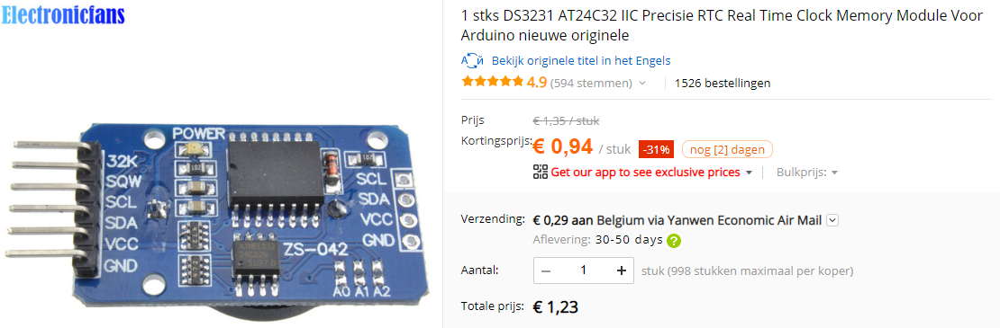 Electronicfans
POWER
32K
SQW
SCL
SDA
VCC
GND
SCL
SDA
VCC
GND
ZS-042
A0 A1 A2
1 stks DS3231 AT24C32 IIC Precisie RTC Real Time Clock Memory Module Voor
Arduino nieuwe originele
Bekijk originele titel in het Engels
4.9 (594 stemmen) 1526 bestellingen
Prijs € 1,35 / stuk
Kortingsprijs: € 0,94 / stuk -31% nog [2] dagen
Get our app to see exclusive prices Bulkprijs:
Verzending: € 0,29 aan Belgium via Yanwen Economic Air Mail
Aflevering: 30-50 days ?
Aantal: − 1 + stuk (998 stukken maximaal per koper)
Totale prijs: € 1,23